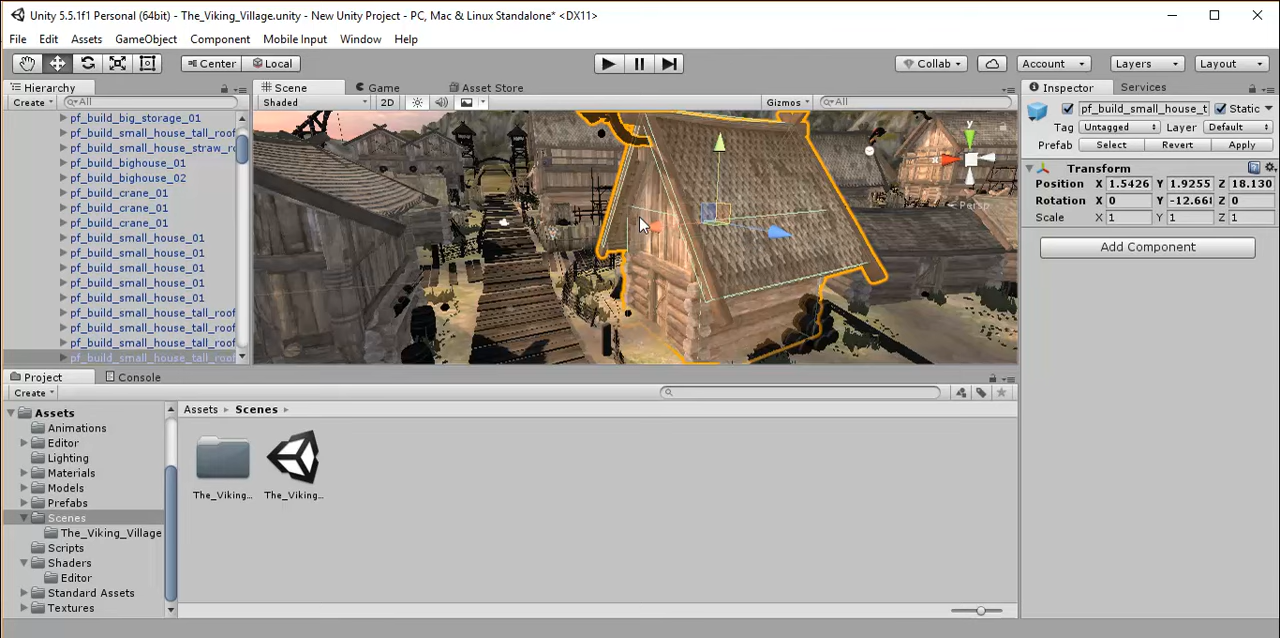 Unity 5.5.1f1 Personal (64bit) - The_Viking_Village.unity - New Unity Project - PC, Mac & Linux Standalone* <DX11>
File Edit Assets GameObject Component Mobile Input Window Help
Center Local Collab Account Layers Layout
Hierarchy
Create All
pf_build_big_storage_01
pf_build_small_house_tall_roof
pf_build_small_house_straw_ro
pf_build_bighouse_01
pf_build_bighouse_02
pf_build_crane_01
pf_build_crane_01
pf_build_crane_01
pf_build_small_house_01
pf_build_small_house_01
pf_build_small_house_01
pf_build_small_house_01
pf_build_small_house_01
pf_build_small_house_tall_roof
pf_build_small_house_tall_roof
pf_build_small_house_tall_roof
pf_build_small_house_tall_roof
Scene Game Asset Store
Shaded 2D Gizmos All
y
x
Persp
Inspector Services
pf_build_small_house_t Static
Tag Untagged Layer Default
Prefab Select Revert Apply
Transform
Position X 1.5426 Y 1.9255 Z 18.130
Rotation X 0 Y -12.668 Z 0
Scale X 1 Y 1 Z 1
Add Component
Project Console
Create
Assets
Animations
Editor
Lighting
Materials
Models
Prefabs
Scenes
The_Viking_Village
Scripts
Shaders
Editor
Standard Assets
Textures
Assets Scenes
The_Viking... The_Viking...